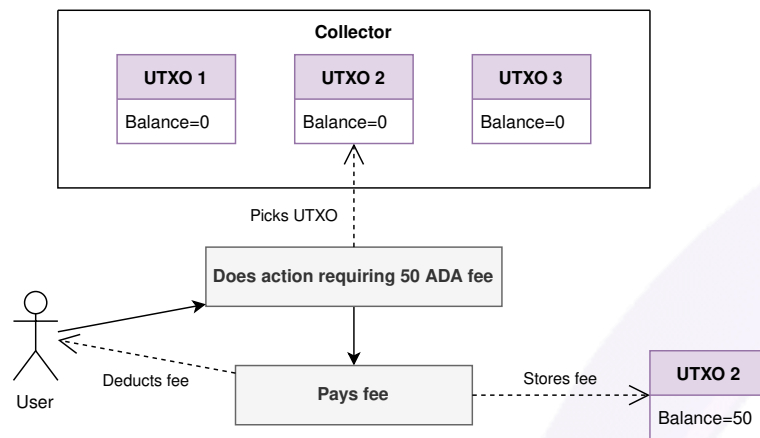 Collector
UTXO 1
UTXO 2
UTXO 3
Balance=0
Balance=0
Balance=0
Picks UTXO
Does action requiring 50 ADA fee
Deducts fee
Pays fee
Stores fee
UTXO 2
Balance=50
User